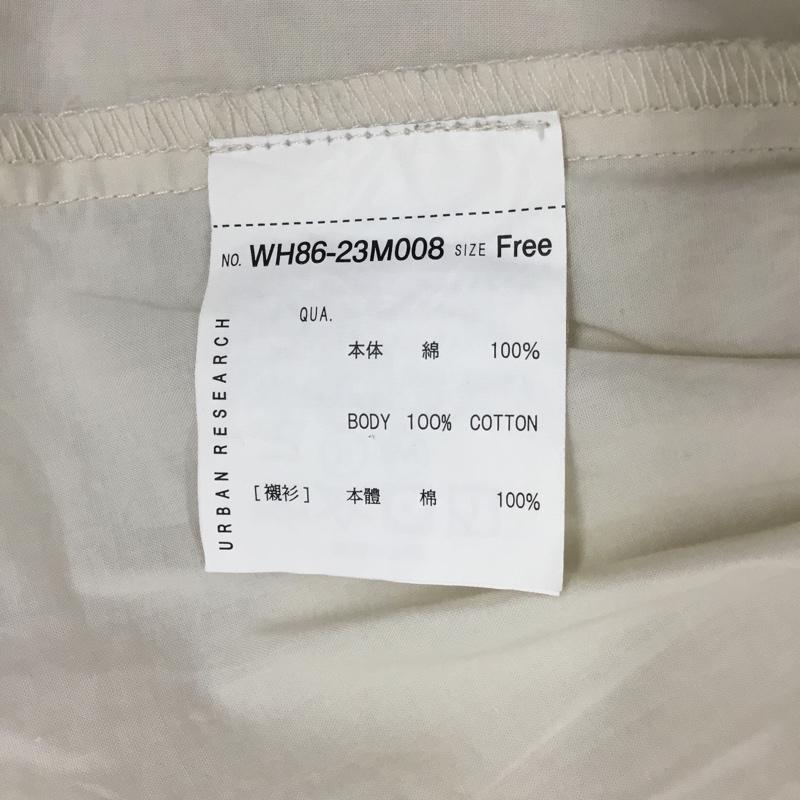 NO. WH86-23M008 SIZE Free
QUA.
本体 綿 100%
BODY 100% COTTON
[襯衫] 本體 棉 100%
URBAN RESEARCH